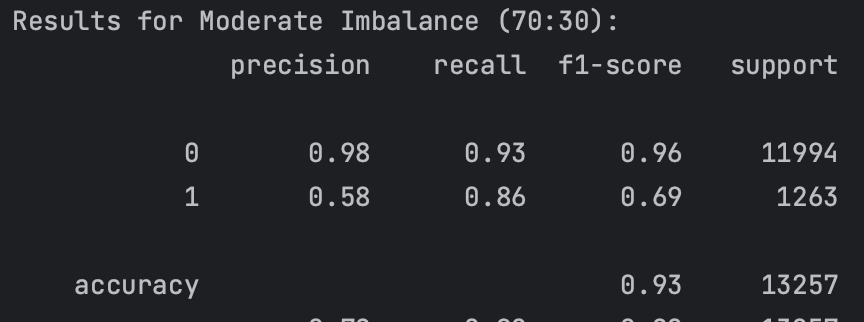 Results for Moderate Imbalance (70:30):
precision recall f1-score support
0 0.98 0.93 0.96 11994
1 0.58 0.86 0.69 1263
accuracy 0.93 13257